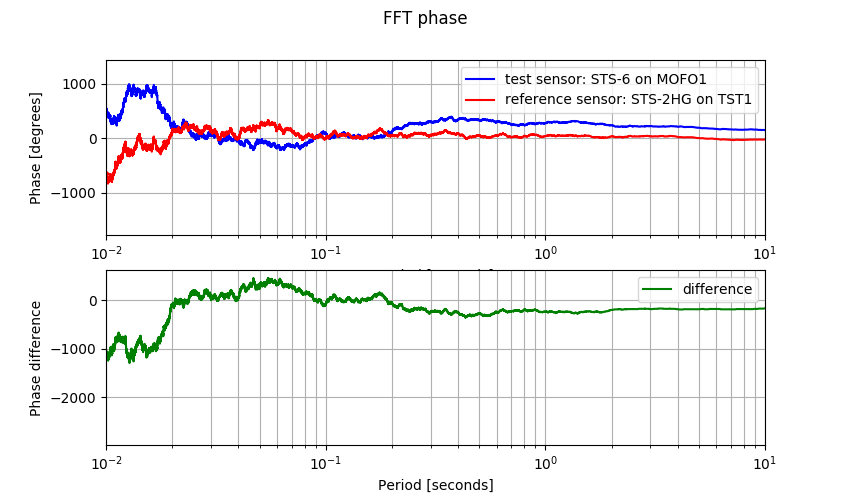 FFT phase
Phase [degrees]
1000
0
−1000
test sensor: STS-6 on MOFO1
reference sensor: STS-2HG on TST1
10⁻²
10⁻¹
10⁰
10¹
Phase difference
0
−1000
−2000
difference
10⁻²
10⁻¹
10⁰
10¹
Period [seconds]